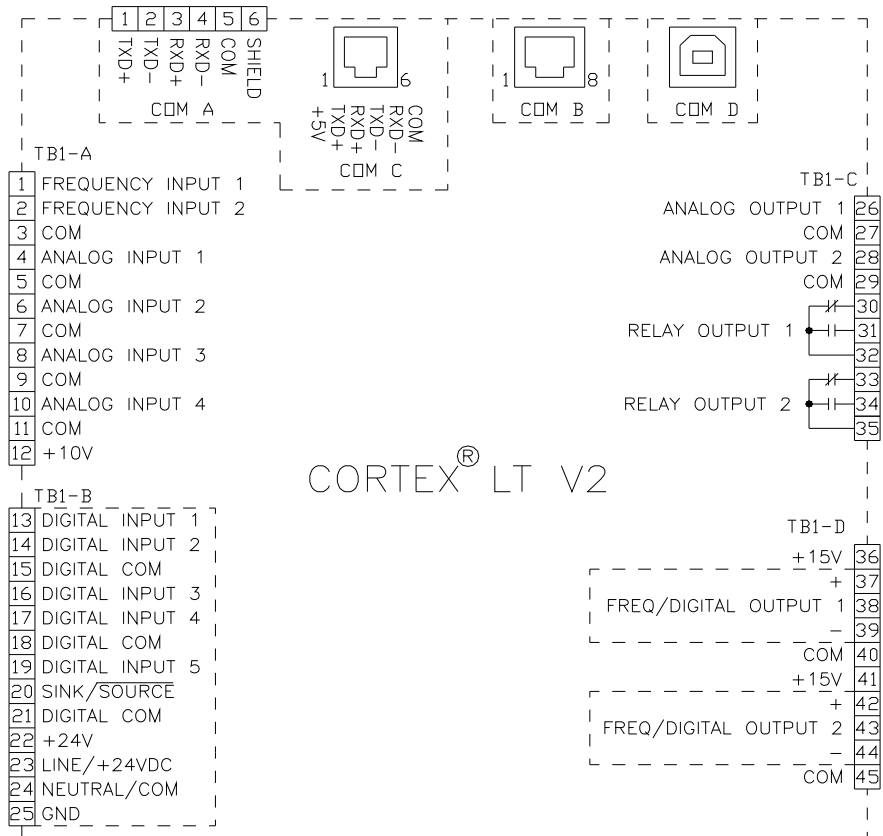 1 2 3 4 5 6
TXD+
TXD-
RXD+
RXD-
COM
SHIELD
COM A
1 6
+5V
TXD+
RXD+
TXD-
RXD-
COM
COM C
1 8
COM B
COM D
TB1-A
1 FREQUENCY INPUT 1
2 FREQUENCY INPUT 2
3 COM
4 ANALOG INPUT 1
5 COM
6 ANALOG INPUT 2
7 COM
8 ANALOG INPUT 3
9 COM
10 ANALOG INPUT 4
11 COM
12 +10V
TB1-C
ANALOG OUTPUT 1 26
COM 27
ANALOG OUTPUT 2 28
COM 29
30
RELAY OUTPUT 1 31
32
33
RELAY OUTPUT 2 34
35
CORTEX® LT V2
TB1-B
13 DIGITAL INPUT 1
14 DIGITAL INPUT 2
15 DIGITAL COM
16 DIGITAL INPUT 3
17 DIGITAL INPUT 4
18 DIGITAL COM
19 DIGITAL INPUT 5
20 SINK/SOURCE
21 DIGITAL COM
22 +24V
23 LINE/+24VDC
24 NEUTRAL/COM
25 GND
TB1-D
+15V 36
+ 37
FREQ/DIGITAL OUTPUT 1 38
- 39
COM 40
+15V 41
+ 42
FREQ/DIGITAL OUTPUT 2 43
- 44
COM 45